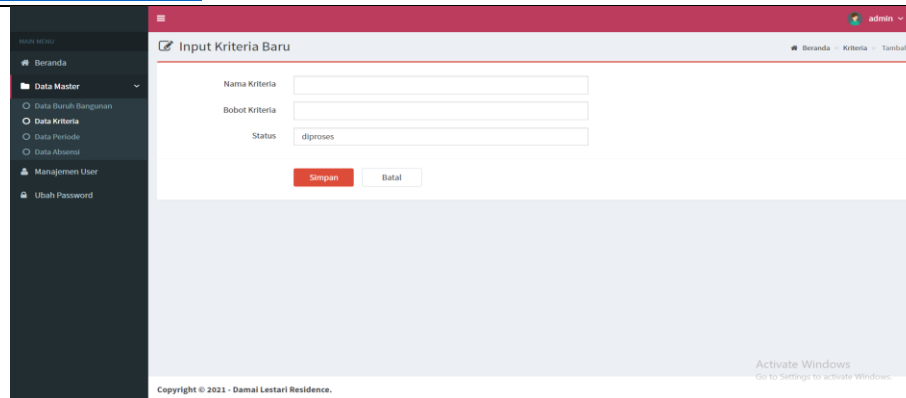 admin
MAIN MENU
Input Kriteria Baru
Beranda > Kriteria > Tambah
Beranda
Data Master
Data Buruh Bangunan
Data Kriteria
Data Periode
Data Absensi
Manajemen User
Ubah Password
Nama Kriteria
Bobot Kriteria
Status diproses
Simpan Batal
Activate Windows
Go to Settings to activate Windows.
Copyright © 2021 - Damai Lestari Residence.